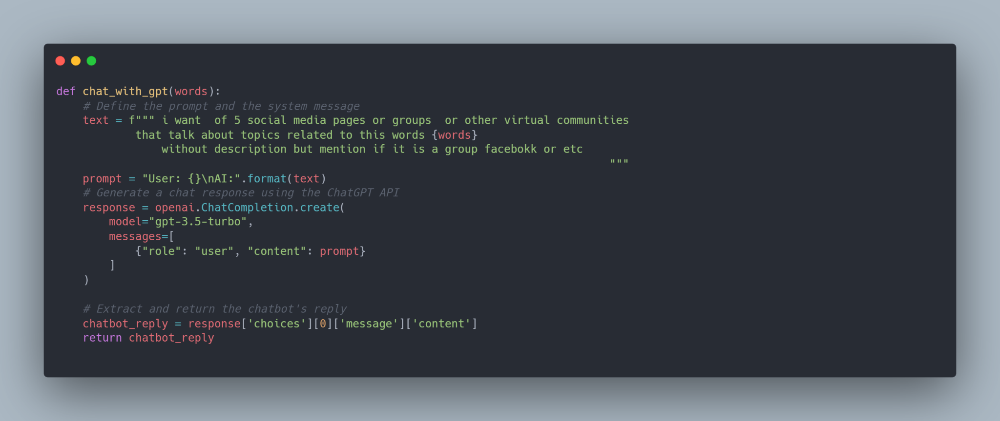 def chat_with_gpt(words):
    # Define the prompt and the system message
    text = f""" i want  of 5 social media pages or groups  or other virtual communities
            that talk about topics related to this words {words}
                without description but mention if it is a group facebokk or etc
                                                                                    """
    prompt = "User: {}\nAI:".format(text)
    # Generate a chat response using the ChatGPT API
    response = openai.ChatCompletion.create(
        model="gpt-3.5-turbo",
        messages=[
            {"role": "user", "content": prompt}
        ]
    )

    # Extract and return the chatbot's reply
    chatbot_reply = response['choices'][0]['message']['content']
    return chatbot_reply